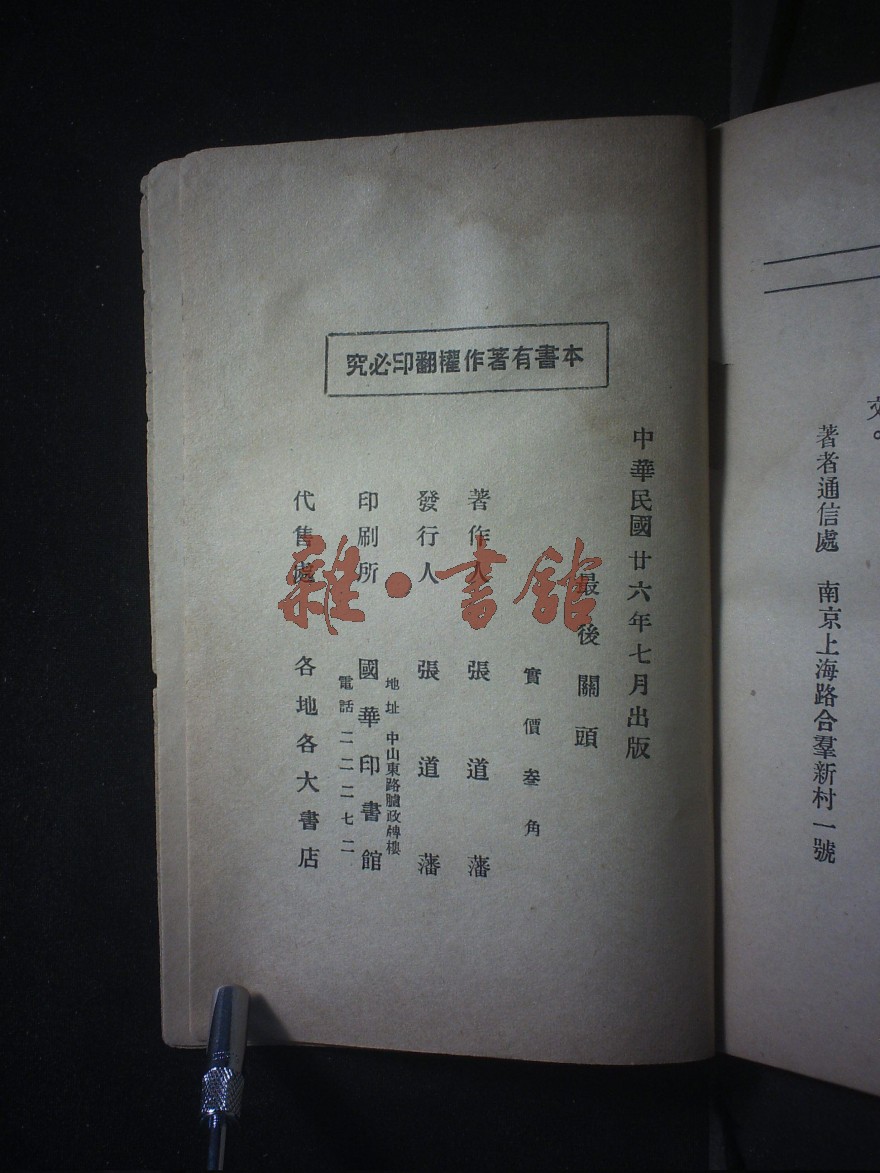 交。
著者通信處　南京上海路合羣新村一號
本書有著作權翻印必究
中華民國廿六年七月出版
最後關頭
實價叁角
著作人　張道藩
發行人　張道藩
印刷所　國華印書館
地址　中山東路臚政牌樓
電話　二二二七二
代售處　各地各大書店
雜·書館